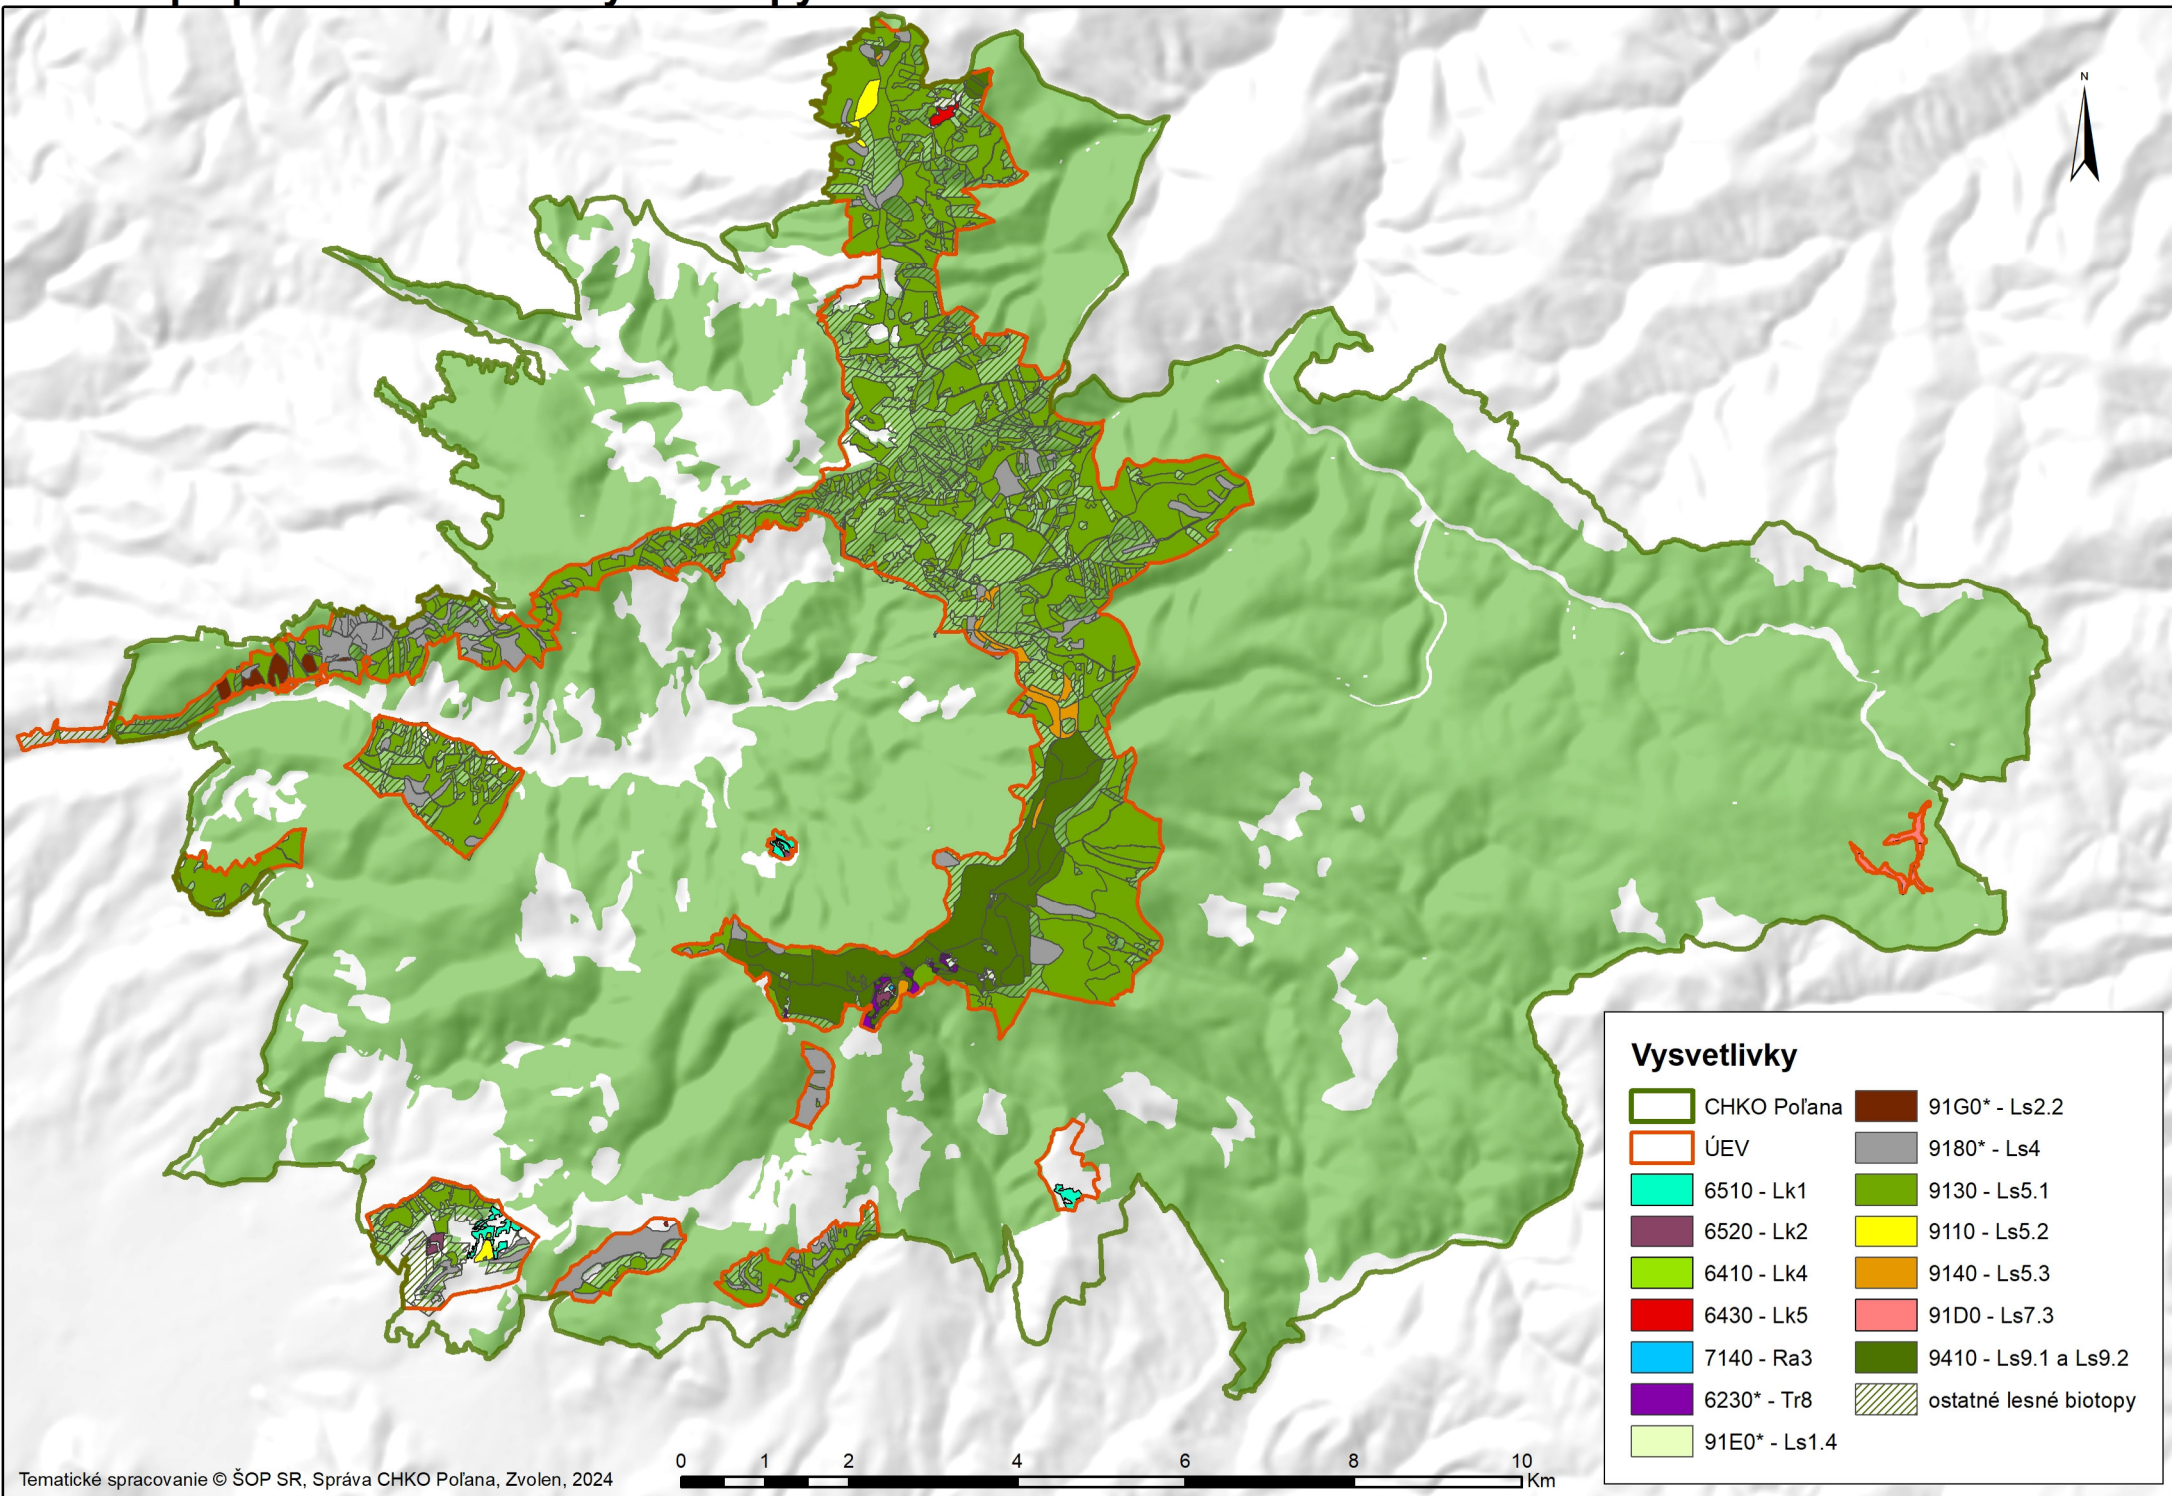 N
Vysvetlivky
CHKO Poľana
ÚEV
6510 - Lk1
6520 - Lk2
6410 - Lk4
6430 - Lk5
7140 - Ra3
6230* - Tr8
91E0* - Ls1.4
91G0* - Ls2.2
9180* - Ls4
9130 - Ls5.1
9110 - Ls5.2
9140 - Ls5.3
91D0 - Ls7.3
9410 - Ls9.1 a Ls9.2
ostatné lesné biotopy
0 1 2 4 6 8 10
Km
Tematické spracovanie © ŠOP SR, Správa CHKO Poľana, Zvolen, 2024